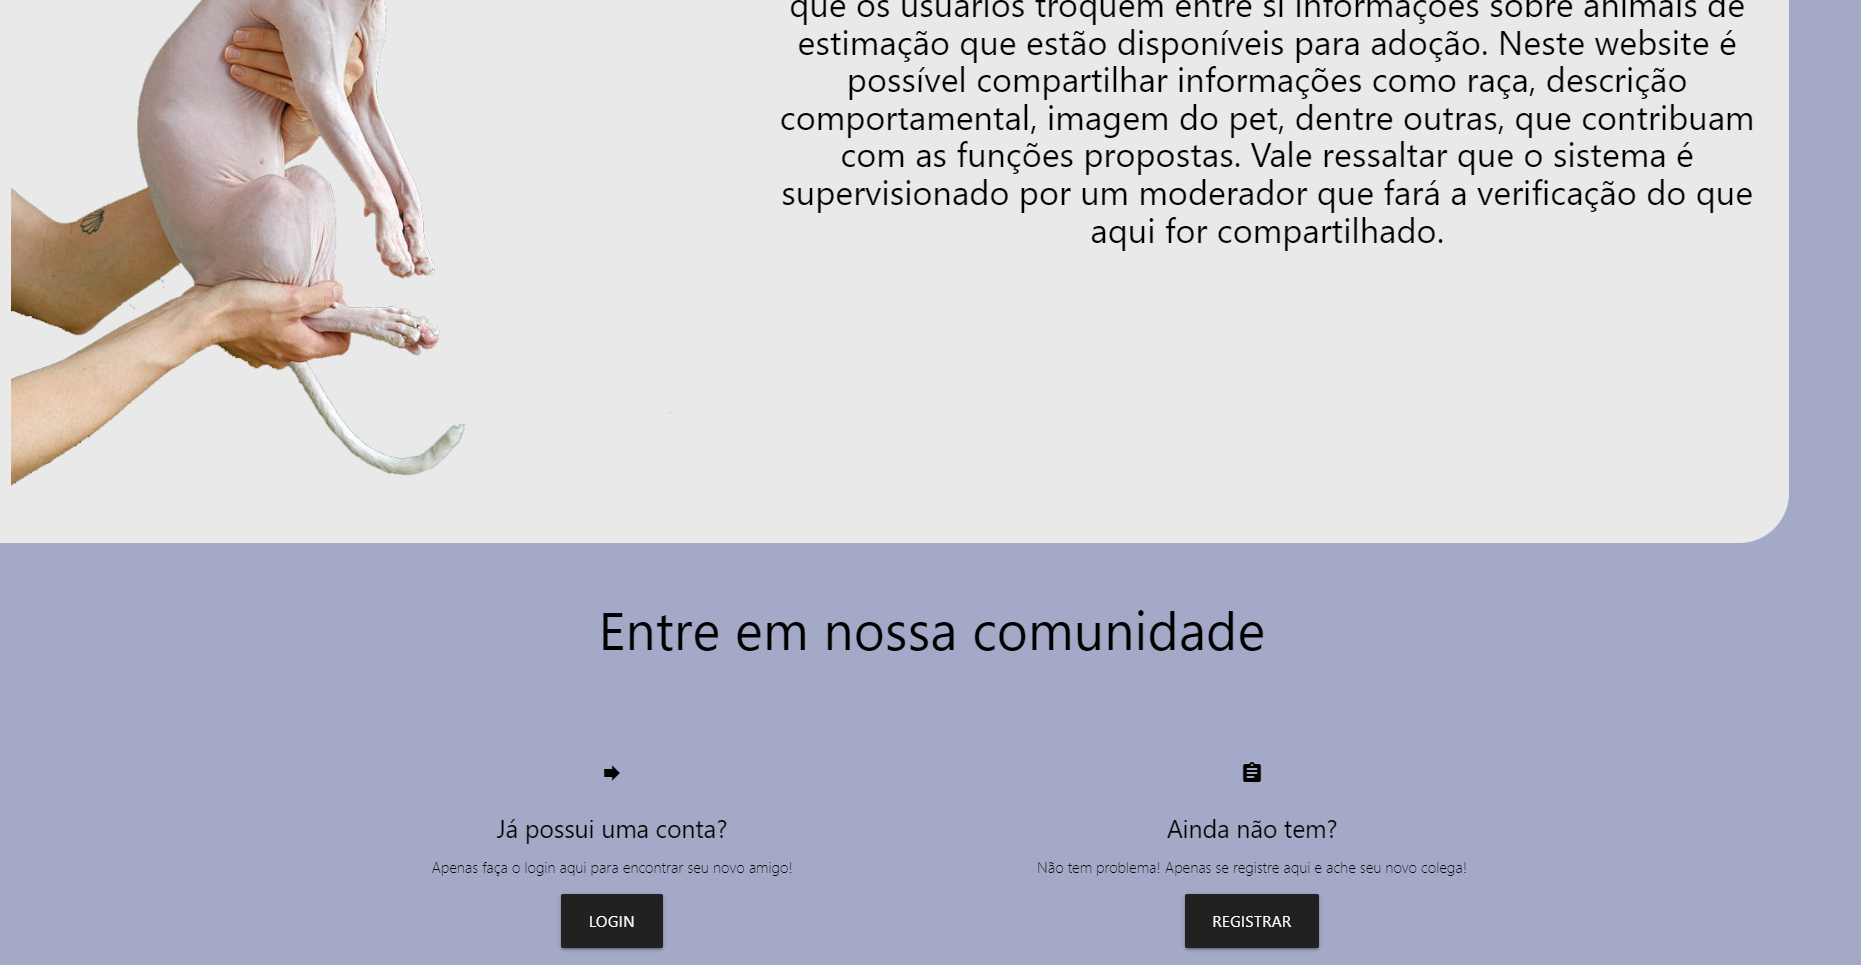 que os usuários troquem entre si informações sobre animais de
estimação que estão disponíveis para adoção. Neste website é
possível compartilhar informações como raça, descrição
comportamental, imagem do pet, dentre outras, que contribuam
com as funções propostas. Vale ressaltar que o sistema é
supervisionado por um moderador que fará a verificação do que
aqui for compartilhado.
Entre em nossa comunidade
Já possui uma conta?
Apenas faça o login aqui para encontrar seu novo amigo!
LOGIN
Ainda não tem?
Não tem problema! Apenas se registre aqui e ache seu novo colega!
REGISTRAR